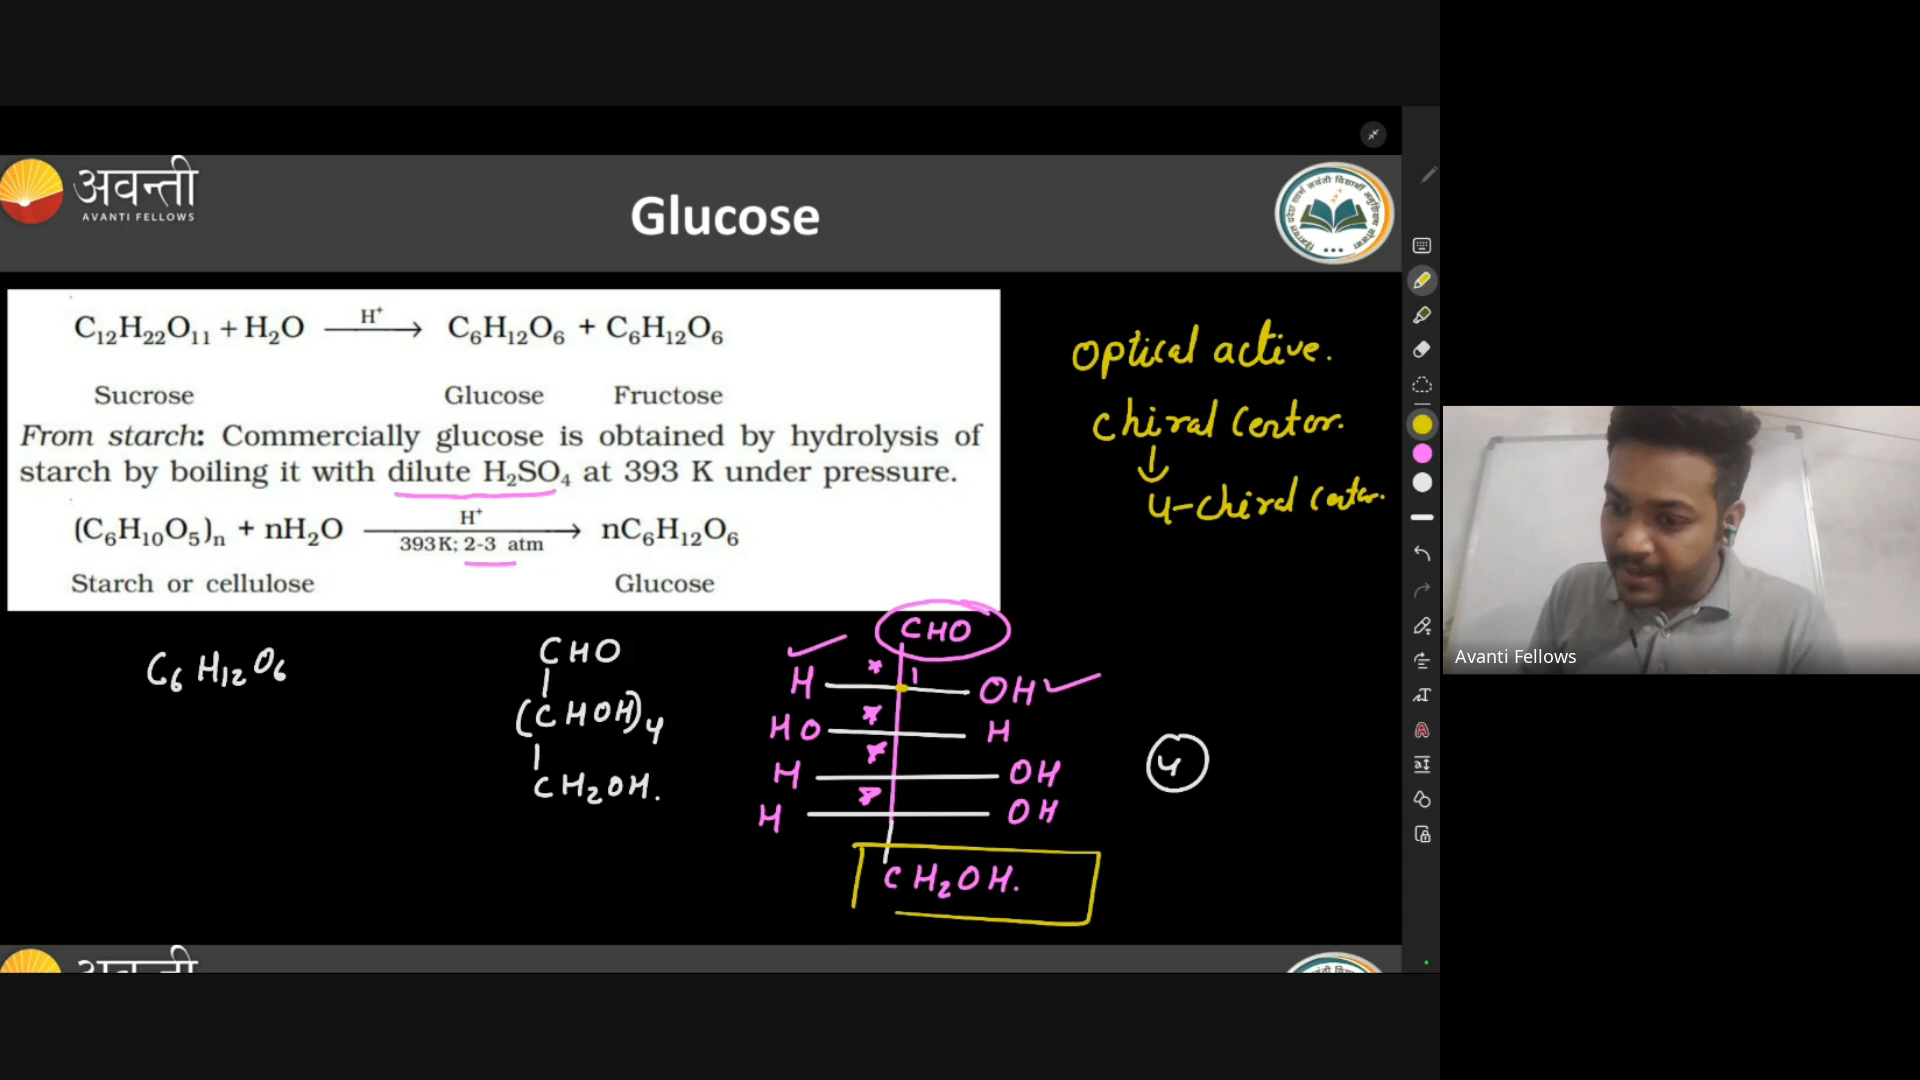 अवन्ती
AVANTI FELLOWS
Glucose
C₁₂H₂₂O₁₁ + H₂O H⁺ → C₆H₁₂O₆ + C₆H₁₂O₆
Sucrose Glucose Fructose
From starch: Commercially glucose is obtained by hydrolysis of
starch by boiling it with dilute H₂SO₄ at 393 K under pressure.
(C₆H₁₀O₅)ₙ + nH₂O H⁺ 393K; 2-3 atm → nC₆H₁₂O₆
Starch or cellulose Glucose
Optical active.
Chiral Center.
↓
4-Chiral Center.
C₆H₁₂O₆
CHO
(CHOH)₄
CH₂OH.
CHO
H * 1 OH
HO * H
H * OH
H * OH
CH₂OH.
4
Avanti Fellows
अवन्ती